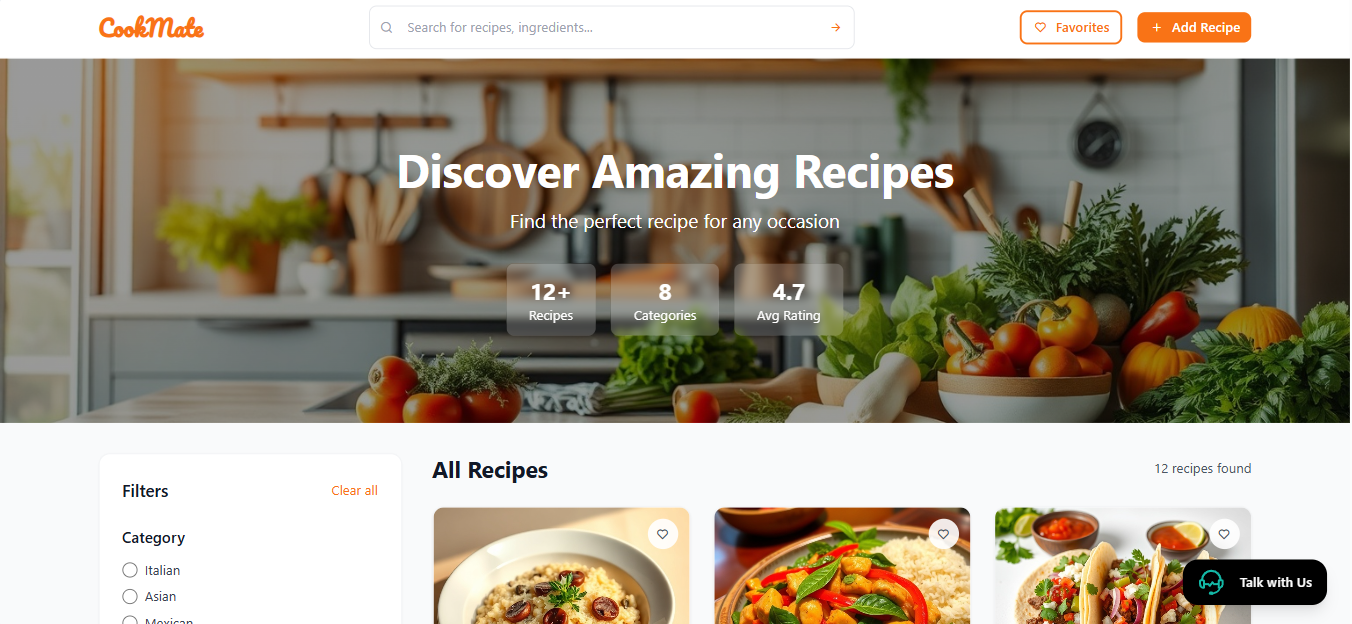 CookMate
Search for recipes, ingredients...
Favorites
Add Recipe
Discover Amazing Recipes
Find the perfect recipe for any occasion
12+
Recipes
8
Categories
4.7
Avg Rating
Filters
Clear all
Category
Italian
Asian
Mexican
All Recipes
12 recipes found
Talk with Us